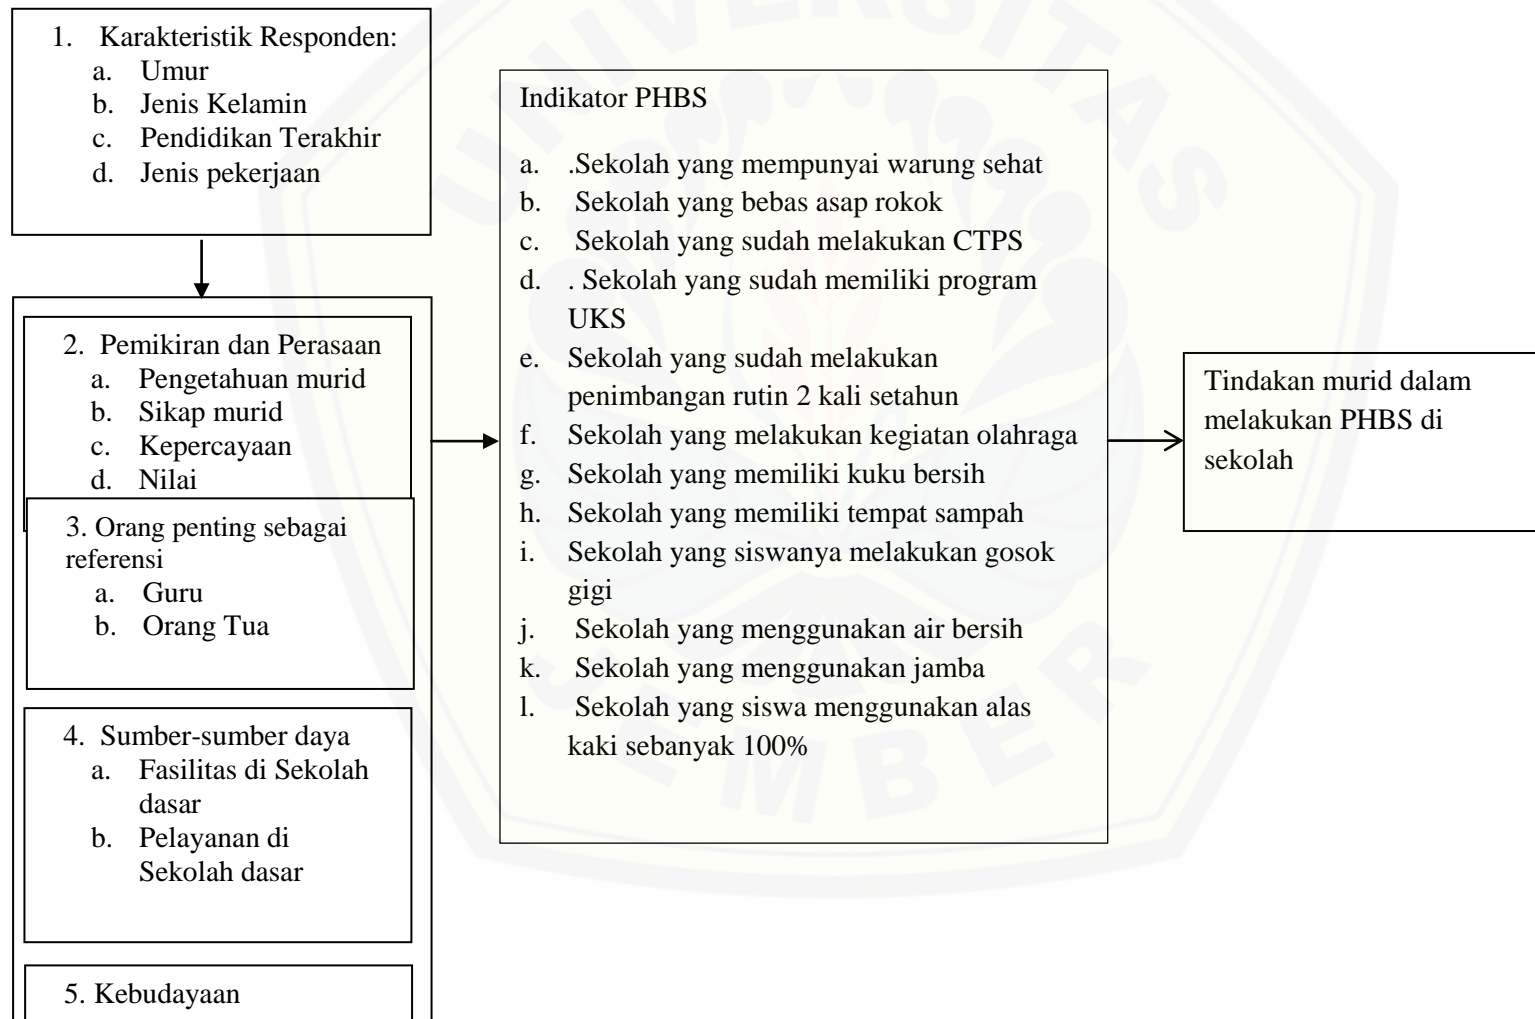 1. Karakteristik Responden:
a. Umur
b. Jenis Kelamin
c. Pendidikan Terakhir
d. Jenis pekerjaan
2. Pemikiran dan Perasaan
a. Pengetahuan murid
b. Sikap murid
c. Kepercayaan
d. Nilai
3. Orang penting sebagai
referensi
a. Guru
b. Orang Tua
4. Sumber-sumber daya
a. Fasilitas di Sekolah
dasar
b. Pelayanan di
Sekolah dasar
5. Kebudayaan
Indikator PHBS
a. .Sekolah yang mempunyai warung sehat
b. Sekolah yang bebas asap rokok
c. Sekolah yang sudah melakukan CTPS
d. . Sekolah yang sudah memiliki program
UKS
e. Sekolah yang sudah melakukan
penimbangan rutin 2 kali setahun
f. Sekolah yang melakukan kegiatan olahraga
g. Sekolah yang memiliki kuku bersih
h. Sekolah yang memiliki tempat sampah
i. Sekolah yang siswanya melakukan gosok
gigi
j. Sekolah yang menggunakan air bersih
k. Sekolah yang menggunakan jamba
l. Sekolah yang siswa menggunakan alas
kaki sebanyak 100%
Tindakan murid dalam
melakukan PHBS di
sekolah
UNIVERSITAS
JEMBER